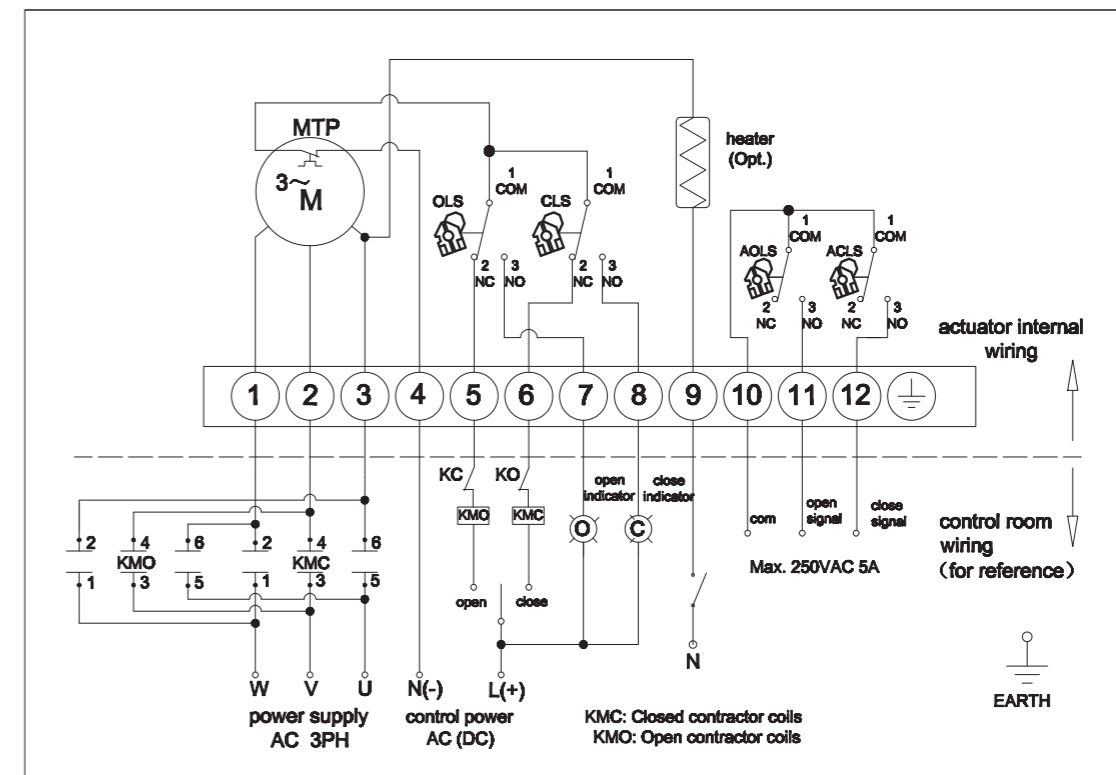 MTP
3~
M
heater
(Opt.)
OLS
1
COM
2
NC
3
NO
CLS
1
COM
2
NC
3
NO
AOLS
1
COM
2
NC
3
NO
ACLS
1
COM
2
NC
3
NO
actuator internal
wiring
1 2 3 4 5 6 7 8 9 10 11 12
KC
KO
KMO
KMC
open
indicator
close
indicator
O
C
com
open
signal
close
signal
Max. 250VAC 5A
control room
wiring
(for reference)
2 4 6 2 4 6
KMO KMC
1 3 5 1 3 5
open
close
N
W V U N(-) L(+)
power supply
AC 3PH
control power
AC (DC)
KMC: Closed contractor coils
KMO: Open contractor coils
EARTH